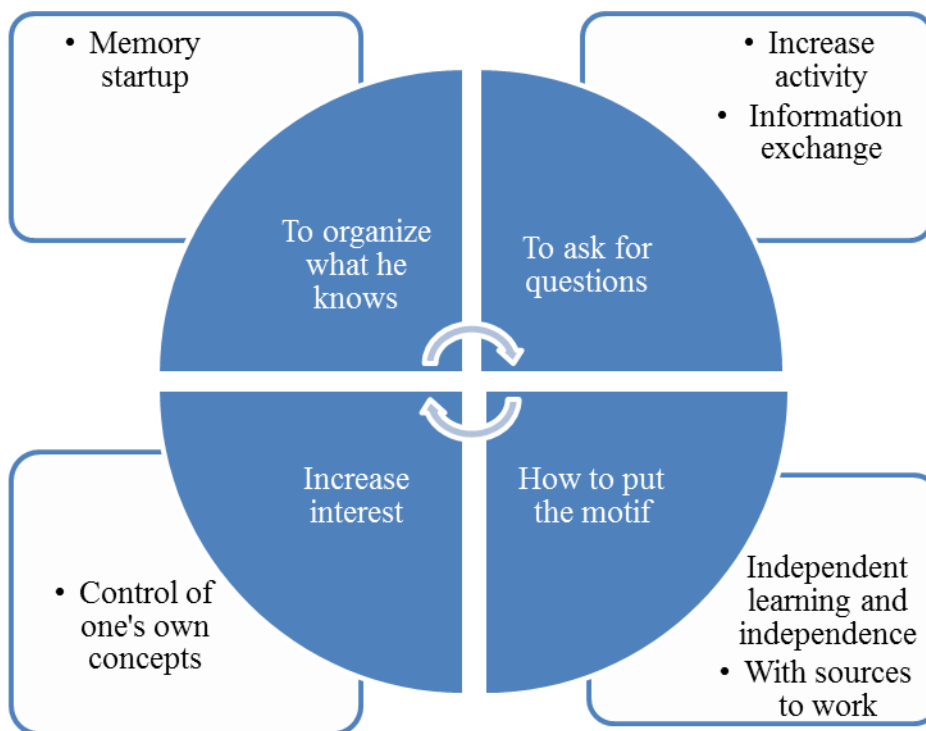 • Memory
startup
• Increase
activity
• Information
exchange
To organize
what he
knows
To ask for
questions
Increase
interest
How to put
the motif
• Control of
one's own
concepts
Independent
learning and
independence
• With sources
to work